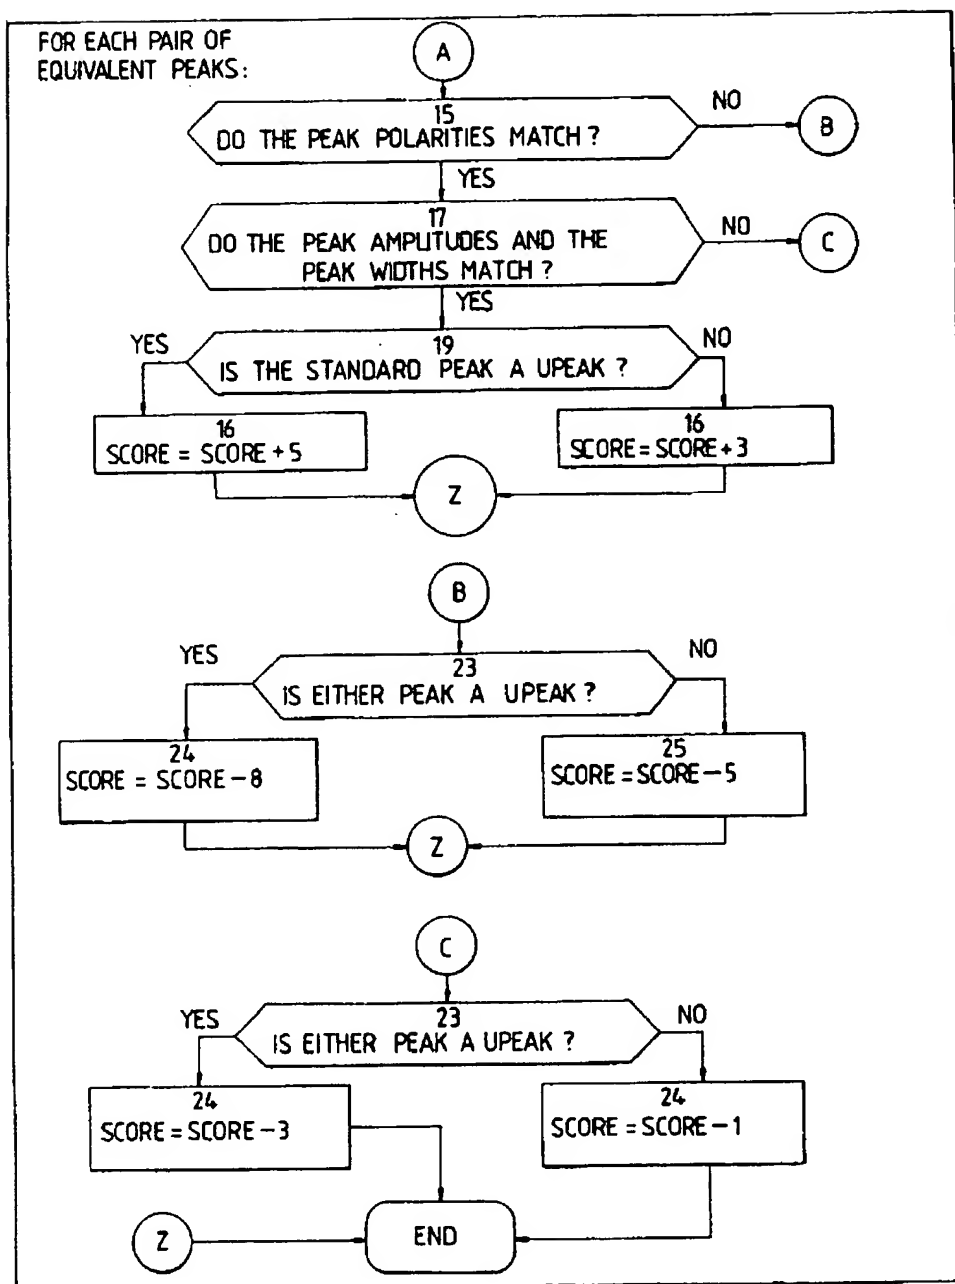 FOR EACH PAIR OF
EQUIVALENT PEAKS:
A
15
DO THE PEAK POLARITIES MATCH ?
NO
B
YES
17
DO THE PEAK AMPLITUDES AND THE
PEAK WIDTHS MATCH ?
NO
C
YES
YES
19
IS THE STANDARD PEAK A UPEAK ?
NO
16
SCORE = SCORE + 5
16
SCORE = SCORE + 3
Z
B
YES
23
IS EITHER PEAK A UPEAK ?
NO
24
SCORE = SCORE - 8
25
SCORE = SCORE - 5
Z
C
YES
23
IS EITHER PEAK A UPEAK ?
NO
24
SCORE = SCORE - 3
24
SCORE = SCORE - 1
Z
END